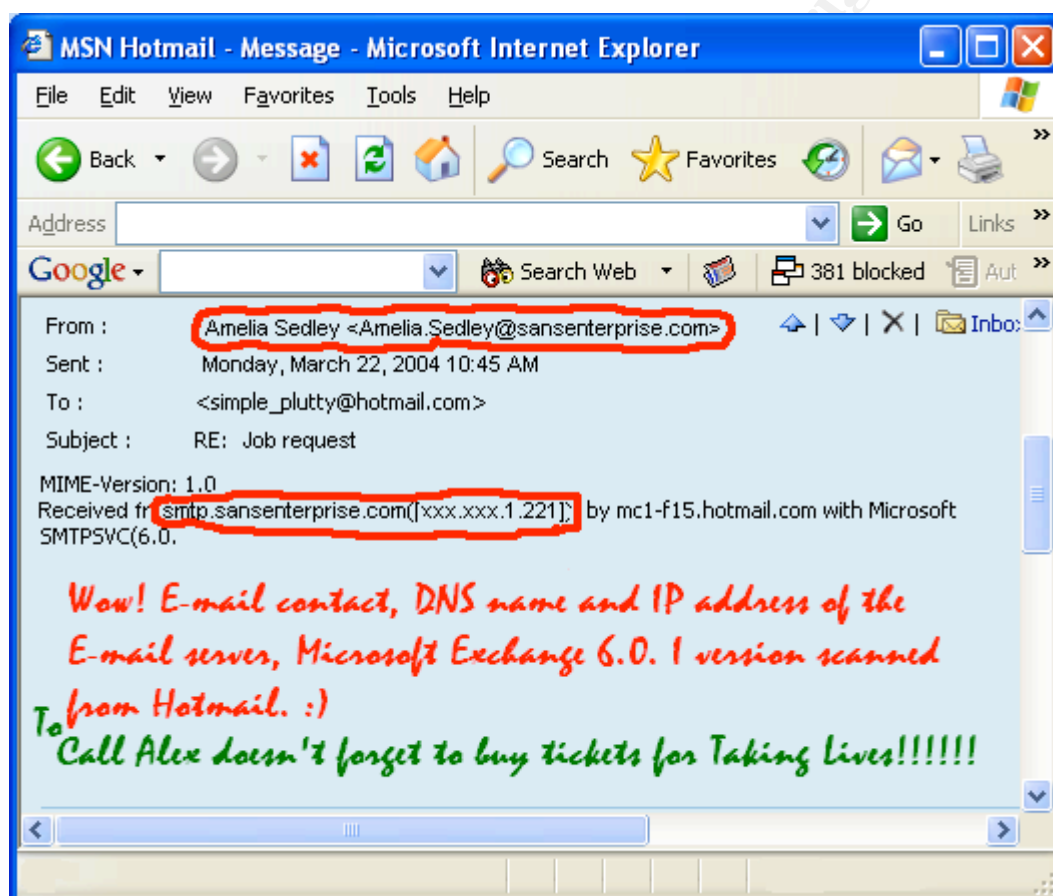 MSN Hotmail - Message - Microsoft Internet Explorer
File Edit View Favorites Tools Help
Back Search Favorites
Address Go Links
Google Search Web 381 blocked Aut
From : Amelia Sedley <Amelia.Sedley@sansenterprise.com> Inbo
Sent : Monday, March 22, 2004 10:45 AM
To : <simple_plutty@hotmail.com>
Subject : RE: Job request
MIME-Version: 1.0
Received fr smtp.sansenterprise.com([xxx.xxx.1.221]) by mc1-f15.hotmail.com with Microsoft
SMTPSVC(6.0.
Wow! E-mail contact, DNS name and IP address of the
E-mail server, Microsoft Exchange 6.0. I version scanned
from Hotmail. :)
To
Call Alex doesn't forget to buy tickets for Taking Lives!!!!!!